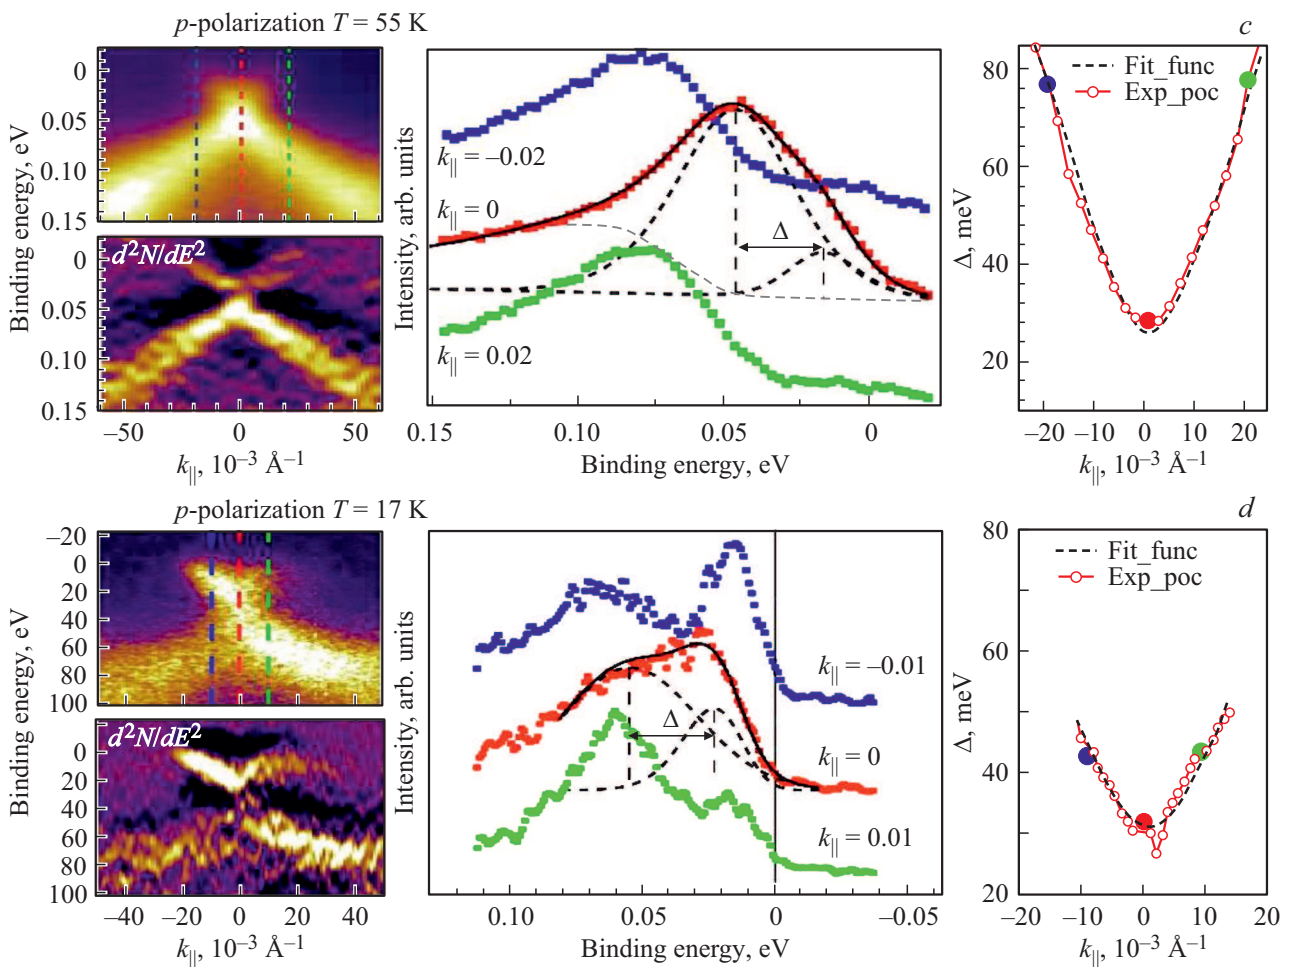 p-polarization T = 55 K
c
Binding energy, eV
0
0.05
0.10
0.15
d²N/dE²
0
0.05
0.10
0.15
–50
0
50
k||, 10⁻³ Å⁻¹
Intensity, arb. units
k|| = –0.02
k|| = 0
Δ
k|| = 0.02
0.15
0.10
0.05
0
Binding energy, eV
Δ, meV
80
60
40
20
Fit_func
Exp_poc
–20
–10
0
10
20
k||, 10⁻³ Å⁻¹
p-polarization T = 17 K
d
Binding energy, eV
–20
0
20
40
60
80
100
d²N/dE²
0
20
40
60
80
100
–40
–20
0
20
40
k||, 10⁻³ Å⁻¹
Intensity, arb. units
k|| = –0.01
Δ
k|| = 0
k|| = 0.01
0.10
0.05
0
–0.05
Binding energy, eV
Δ, meV
80
60
40
20
Fit_func
Exp_poc
–20
–10
0
10
20
k||, 10⁻³ Å⁻¹